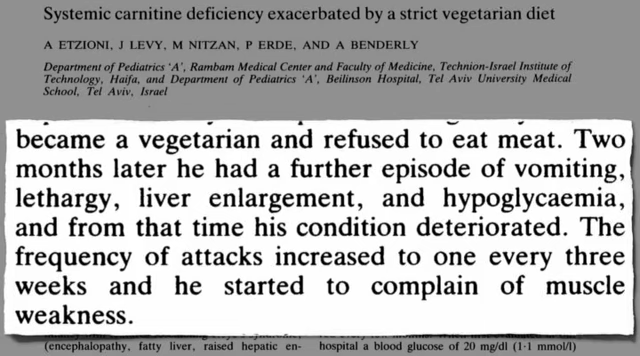 Systemic carnitine deficiency exacerbated by a strict vegetarian diet
A ETZIONI, J LEVY, M NITZAN, P ERDE, AND A BENDERLY
Department of Pediatrics 'A', Rambam Medical Center and Faculty of Medicine, Technion-Israel Institute of
Technology, Haifa, and Department of Pediatrics 'A', Beilinson Hospital, Tel Aviv University Medical
School, Tel Aviv, Israel
became a vegetarian and refused to eat meat. Two
months later he had a further episode of vomiting,
lethargy, liver enlargement, and hypoglycaemia,
and from that time his condition deteriorated. The
frequency of attacks increased to one every three
weeks and he started to complain of muscle
weakness.
(encephalopathy, fatty liver, raised hepatic en-
hospital a blood glucose of 20 mg/dl (1·1 mmol/l)